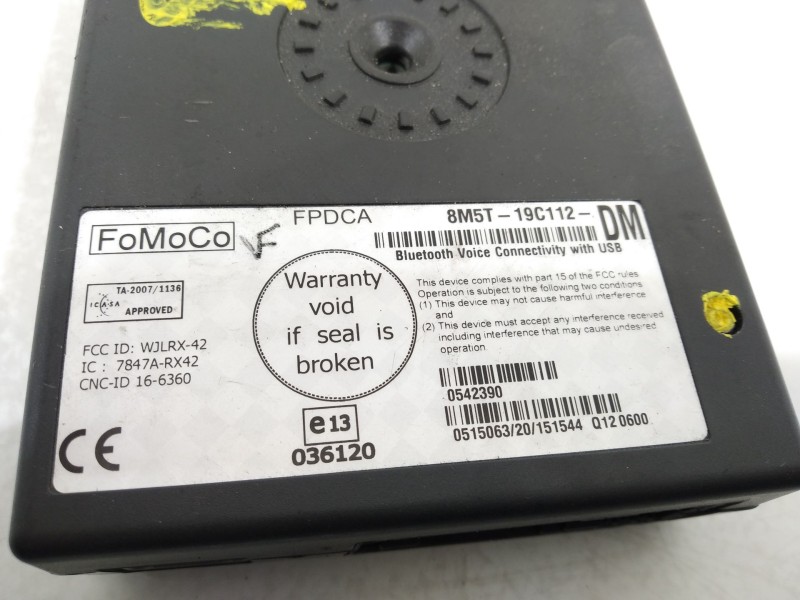 FoMoCo
VF
FPDCA
8M5T-19C112-DM
Bluetooth Voice Connectivity with USB
TA-2007/1136
ICASA
APPROVED
Warranty
void
if seal is
broken
This device complies with part 15 of the FCC rules
Operation is subject to the following two conditions
(1) This device may not cause harmful interference
and
(2) This device must accept any interference received
including interference that may cause undesired
operation.
FCC ID: WJLRX-42
IC : 7847A-RX42
CNC-ID 16-6360
0542390
0515063/20/151544 Q12 0600
CE
e13
036120